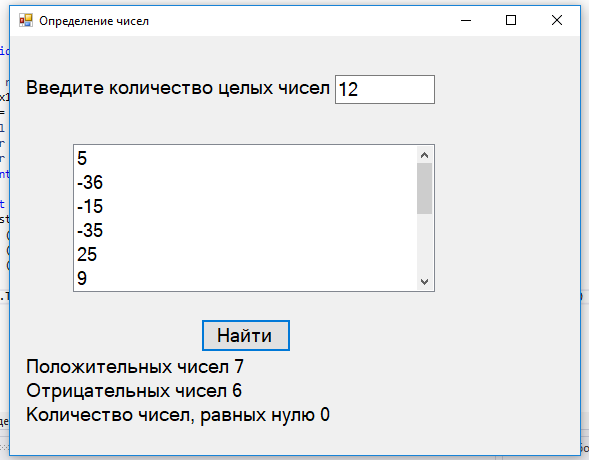 Определение чисел
Введите количество целых чисел 12
5
-36
-15
-35
25
9
Найти
Положительных чисел 7
Отрицательных чисел 6
Количество чисел, равных нулю 0